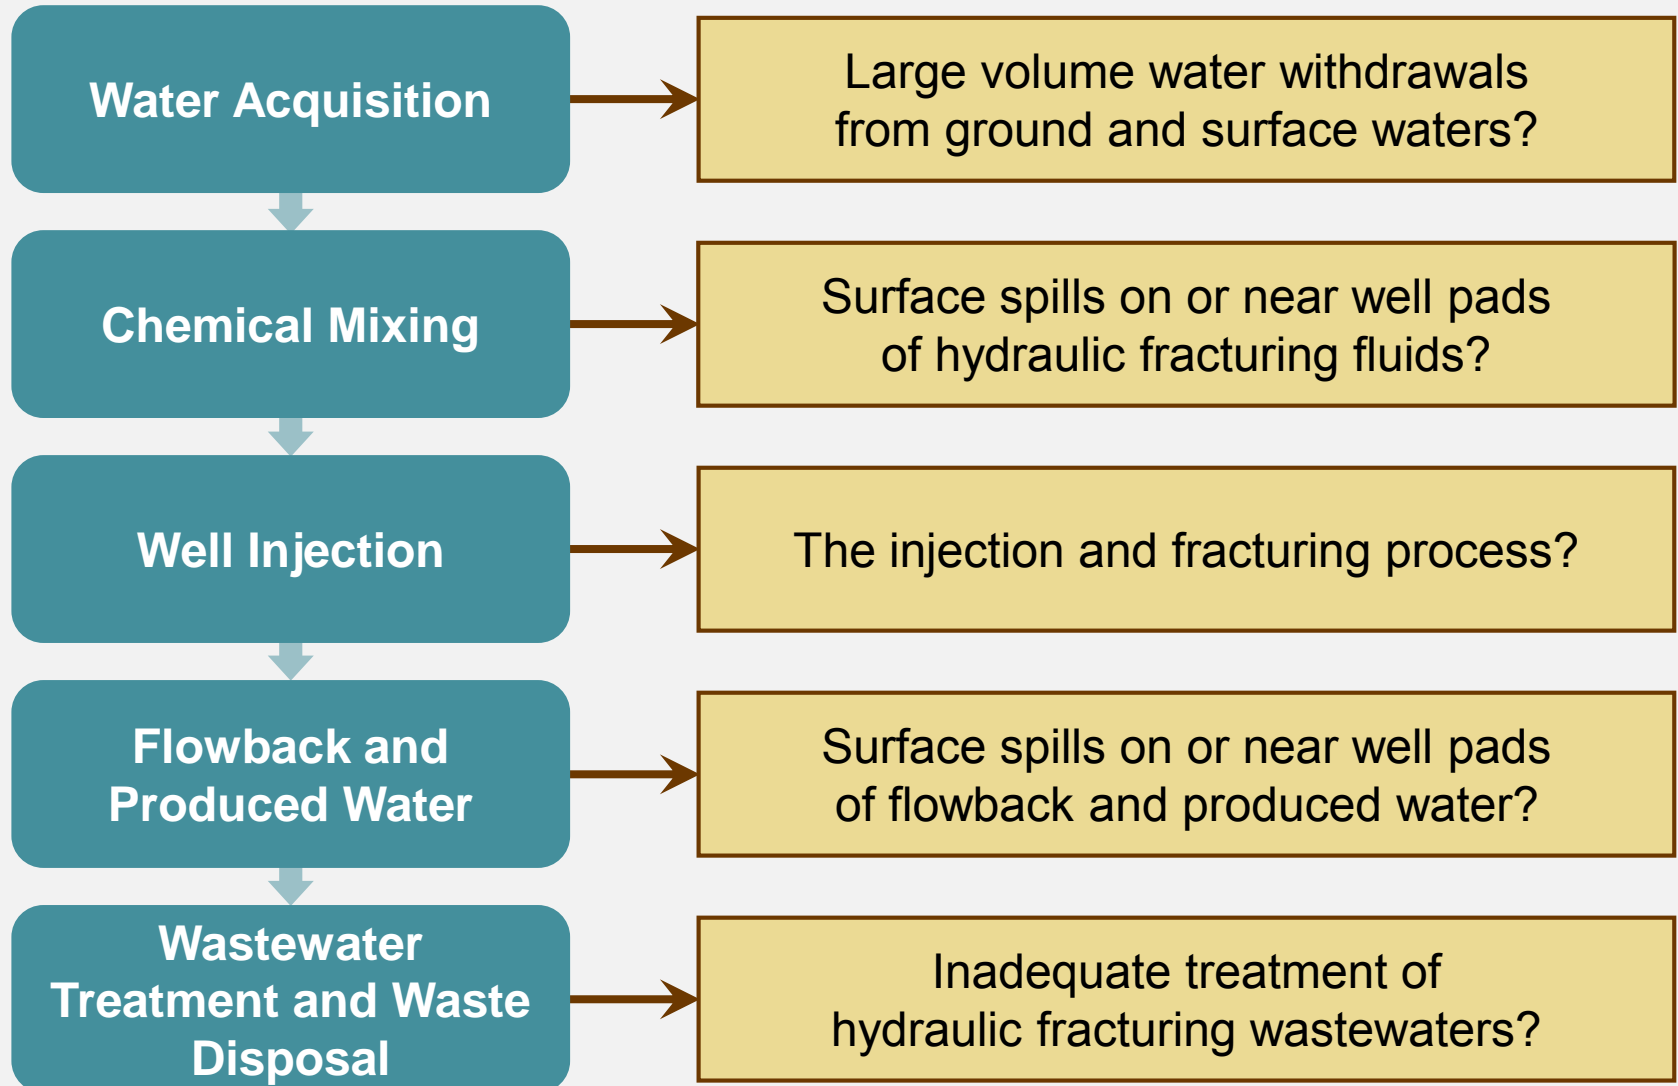 Water Acquisition
Large volume water withdrawals
from ground and surface waters?
Chemical Mixing
Surface spills on or near well pads
of hydraulic fracturing fluids?
Well Injection
The injection and fracturing process?
Flowback and
Produced Water
Surface spills on or near well pads
of flowback and produced water?
Wastewater
Treatment and Waste
Disposal
Inadequate treatment of
hydraulic fracturing wastewaters?